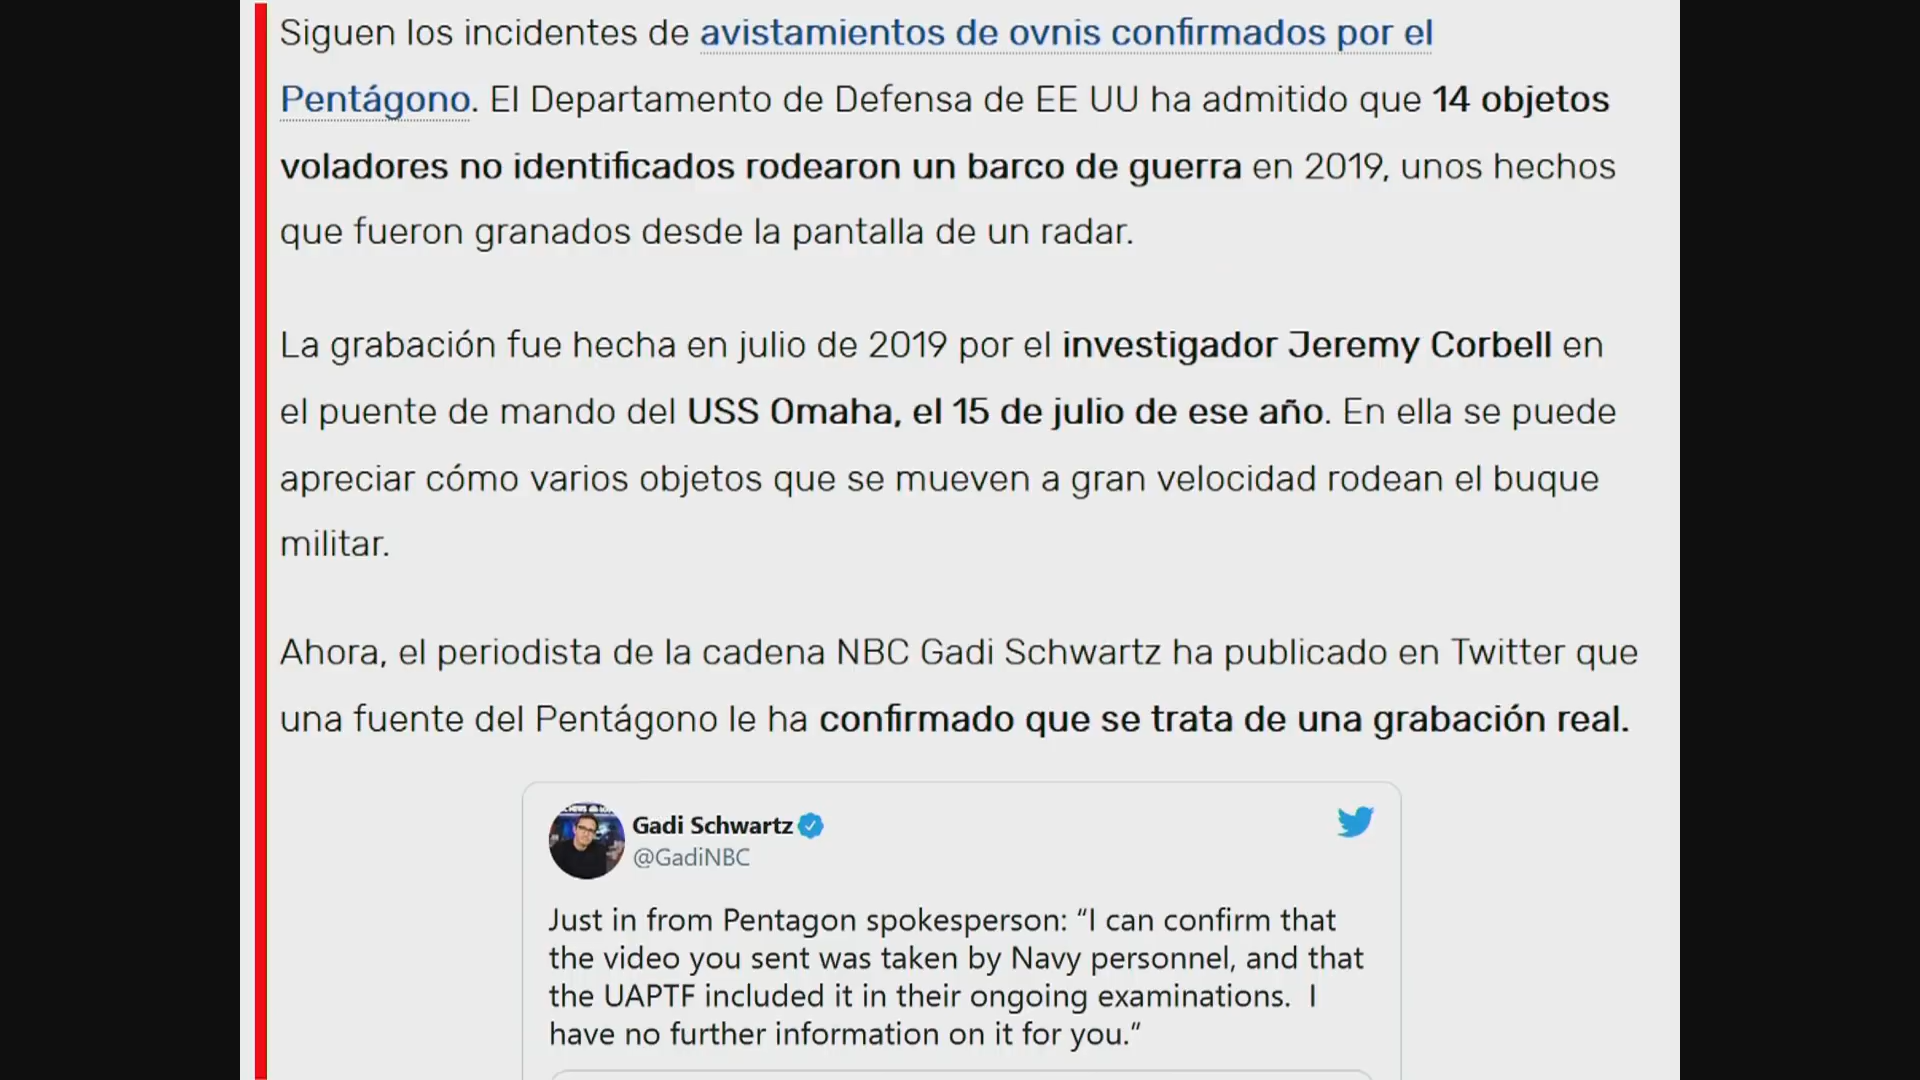 Siguen los incidentes de avistamientos de ovnis confirmados por el
Pentágono. El Departamento de Defensa de EE UU ha admitido que 14 objetos
voladores no identificados rodearon un barco de guerra en 2019, unos hechos
que fueron granados desde la pantalla de un radar.
La grabación fue hecha en julio de 2019 por el investigador Jeremy Corbell en
el puente de mando del USS Omaha, el 15 de julio de ese año. En ella se puede
apreciar cómo varios objetos que se mueven a gran velocidad rodean el buque
militar.
Ahora, el periodista de la cadena NBC Gadi Schwartz ha publicado en Twitter que
una fuente del Pentágono le ha confirmado que se trata de una grabación real.
Gadi Schwartz
@GadiNBC
Just in from Pentagon spokesperson: “I can confirm that
the video you sent was taken by Navy personnel, and that
the UAPTF included it in their ongoing examinations. I
have no further information on it for you.”